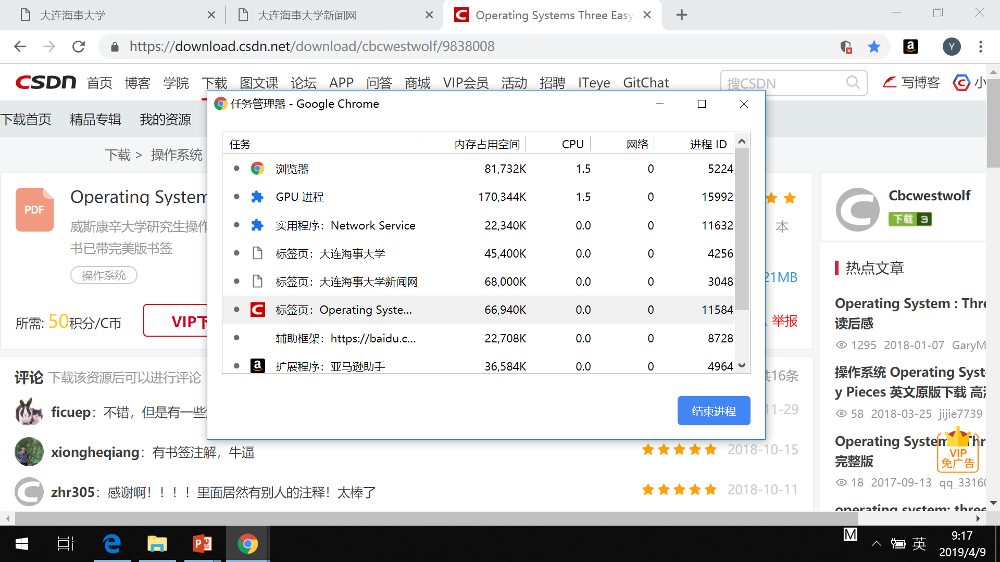 大连海事大学
大连海事大学新闻网
Operating Systems Three Easy
https://download.csdn.net/download/cbcwestwolf/9838008
a
Y
CSDN 首页 博客 学院 下载 图文课 论坛 APP 问答 商城 VIP会员 活动 招聘 ITeye GitChat
搜CSDN
写博客
小
下载首页 精品专辑 我的资源
下载 > 操作系统
PDF
Operating System
威斯康辛大学研究生操作
书已带完美版书签
操作系统
所需: 50积分/C币
VIP下
本
21MB
举报
任务管理器 - Google Chrome
任务 内存占用空间 CPU 网络 进程 ID
浏览器 81,732K 1.5 0 5224
GPU 进程 170,344K 1.5 0 15992
实用程序：Network Service 22,340K 0.0 0 11632
标签页：大连海事大学 45,400K 0.0 0 4256
标签页：大连海事大学新闻网 68,000K 0.0 0 3048
标签页：Operating Syste... 66,940K 0.0 0 11584
辅助框架：https://baidu.c... 22,708K 0.0 0 8728
a 扩展程序：亚马逊助手 36,584K 0.0 0 4964
结束进程
Cbcwestwolf
下载 3
热点文章
Operating System : Thre
读后感
1295 2018-01-07 GaryM
操作系统 Operating Syst
y Pieces 英文原版下载 高清
58 2018-03-25 jijie7739
Operating System Thr
完整版
18 2017-09-13 qq_33160
operating system: three
VIP
免广告
评论 下载该资源后可以进行评论
共16条
ficuep：不错，但是有一些
11-29
xiongheqiang：有书签注解，牛逼
2018-10-15
zhr305：感谢啊！！！！里面居然有别人的注释！太棒了
2018-10-11
M
英
9:17
2019/4/9